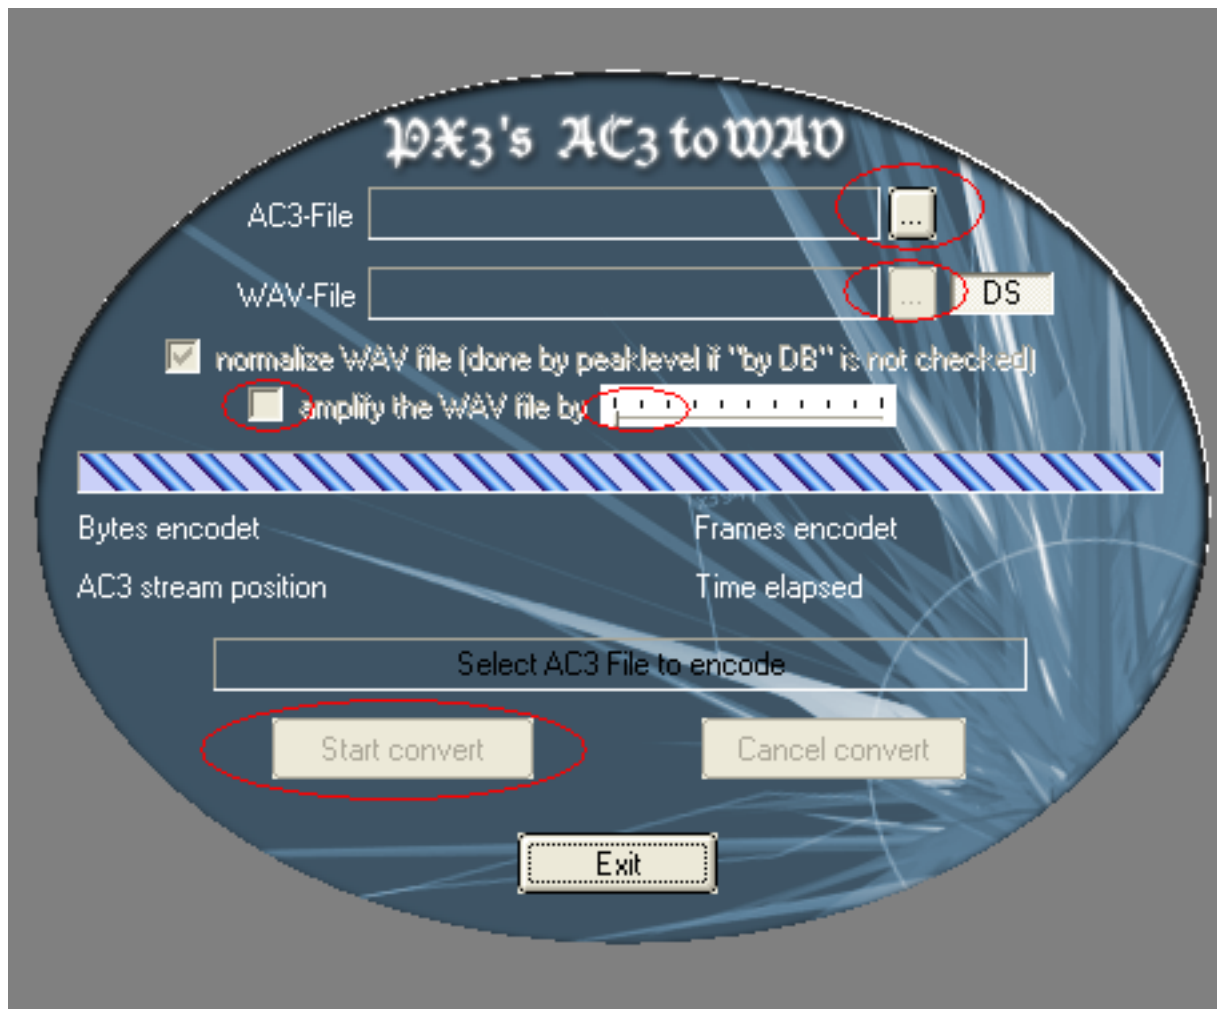 PX3's AC3 to WAV
AC3-File ...
WAV-File ... DS
normalize WAV file (done by peaklevel if "by DB" is not checked)
amplify the WAV file by
Bytes encodet Frames encodet
AC3 stream position Time elapsed
Select AC3 File to encode
Start convert Cancel convert
Exit